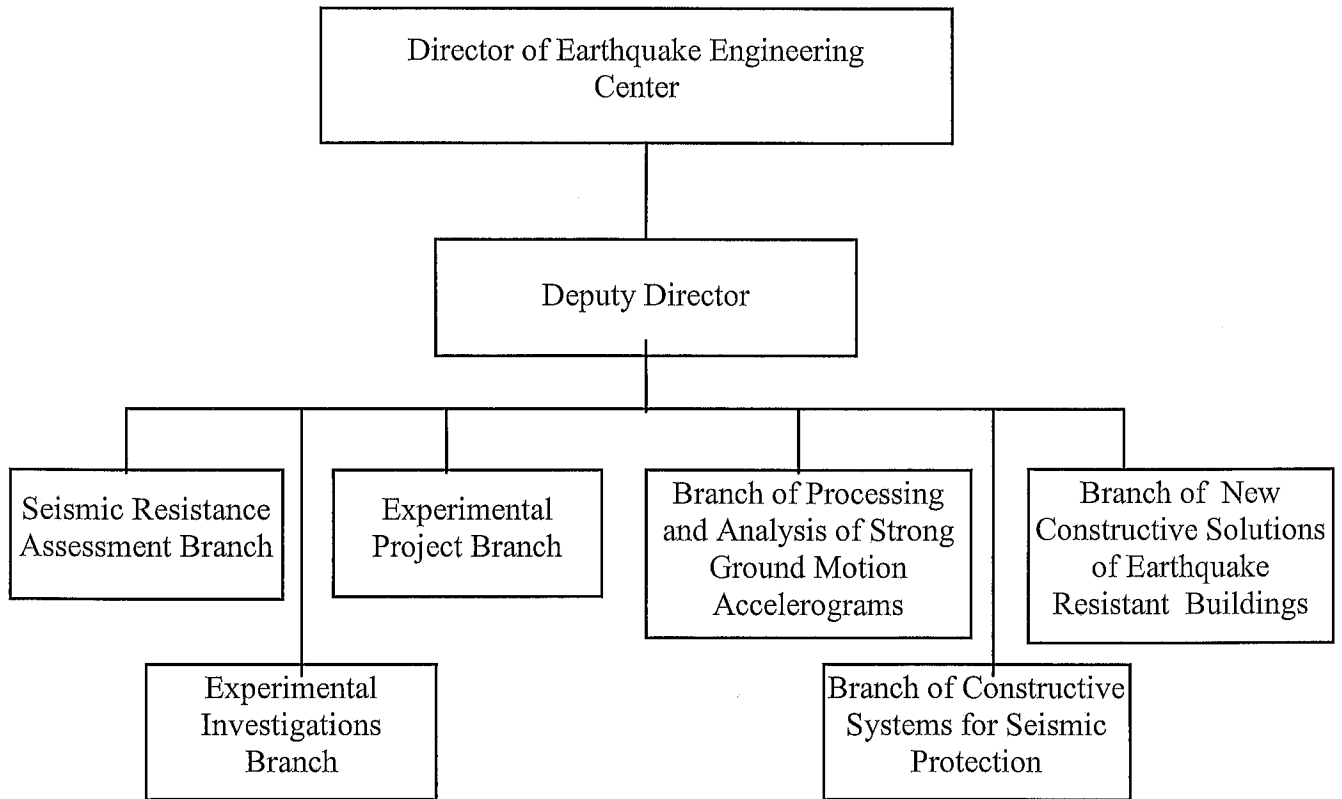 Director of Earthquake Engineering
Center
Deputy Director
Seismic Resistance
Assessment Branch
Experimental
Project Branch
Branch of Processing
and Analysis of Strong
Ground Motion
Accelerograms
Branch of New
Constructive Solutions
of Earthquake
Resistant Buildings
Experimental
Investigations
Branch
Branch of Constructive
Systems for Seismic
Protection